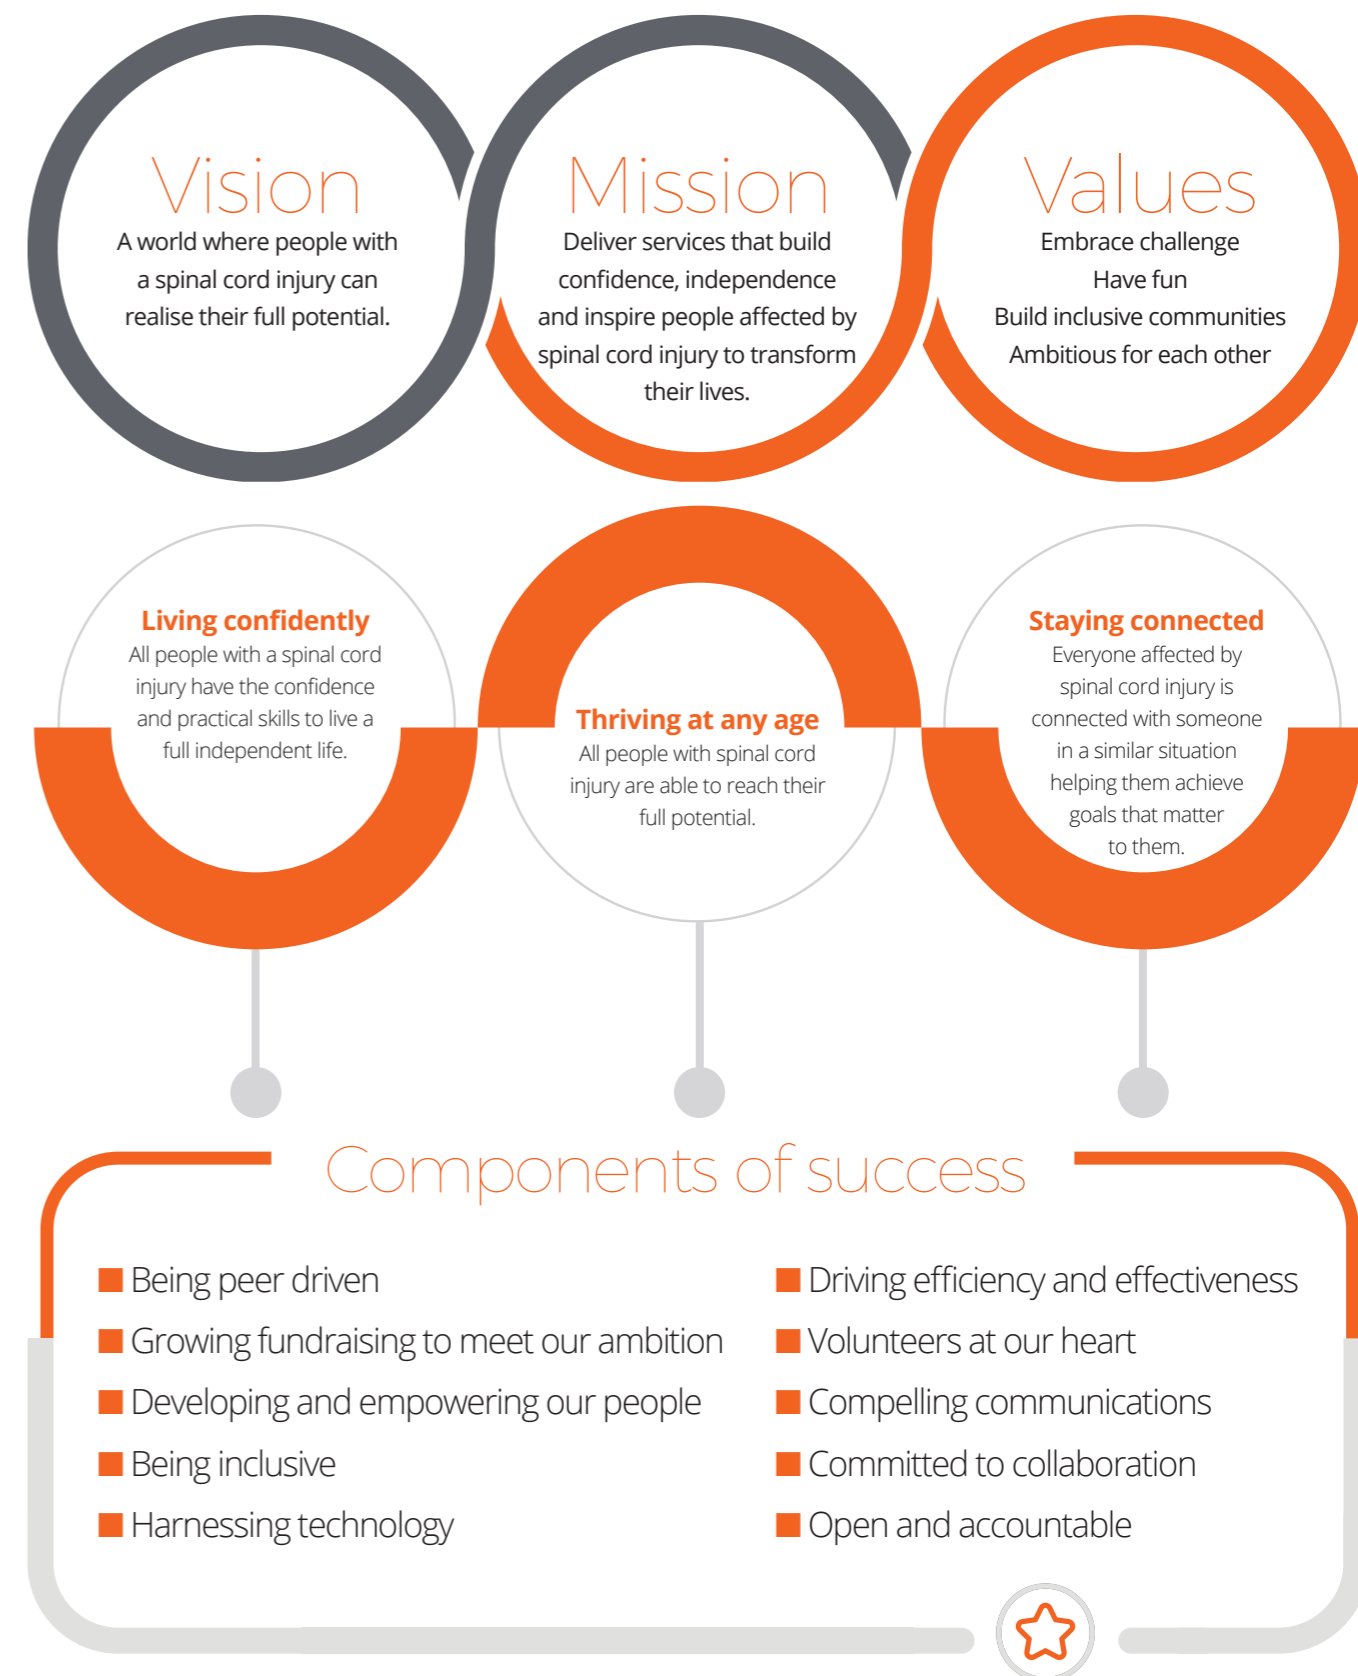 Vision
A world where people with
a spinal cord injury can
realise their full potential.
Mission
Deliver services that build
confidence, independence
and inspire people affected by
spinal cord injury to transform
their lives.
Values
Embrace challenge
Have fun
Build inclusive communities
Ambitious for each other
Living confidently
All people with a spinal cord
injury have the confidence
and practical skills to live a
full independent life.
Thriving at any age
All people with spinal cord
injury are able to reach their
full potential.
Staying connected
Everyone affected by
spinal cord injury is
connected with someone
in a similar situation
helping them achieve
goals that matter
to them.
Components of success
Being peer driven
Growing fundraising to meet our ambition
Developing and empowering our people
Being inclusive
Harnessing technology
Driving efficiency and effectiveness
Volunteers at our heart
Compelling communications
Committed to collaboration
Open and accountable